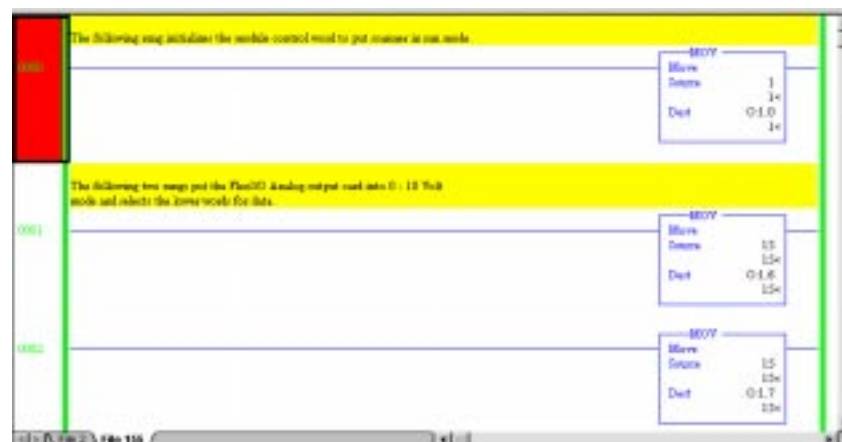 The following rung initializes the module control word to put scanner in run mode.
0000
MOV
Move
Source 1
1<
Dest O:1.0
1<
The following two rungs put the Flex I/O Analog output card into 0 - 10 Volt
mode and selects the lower words for data.
0001
MOV
Move
Source 15
15<
Dest O:1.6
15<
0002
MOV
Move
Source 15
15<
Dest O:1.7
15<